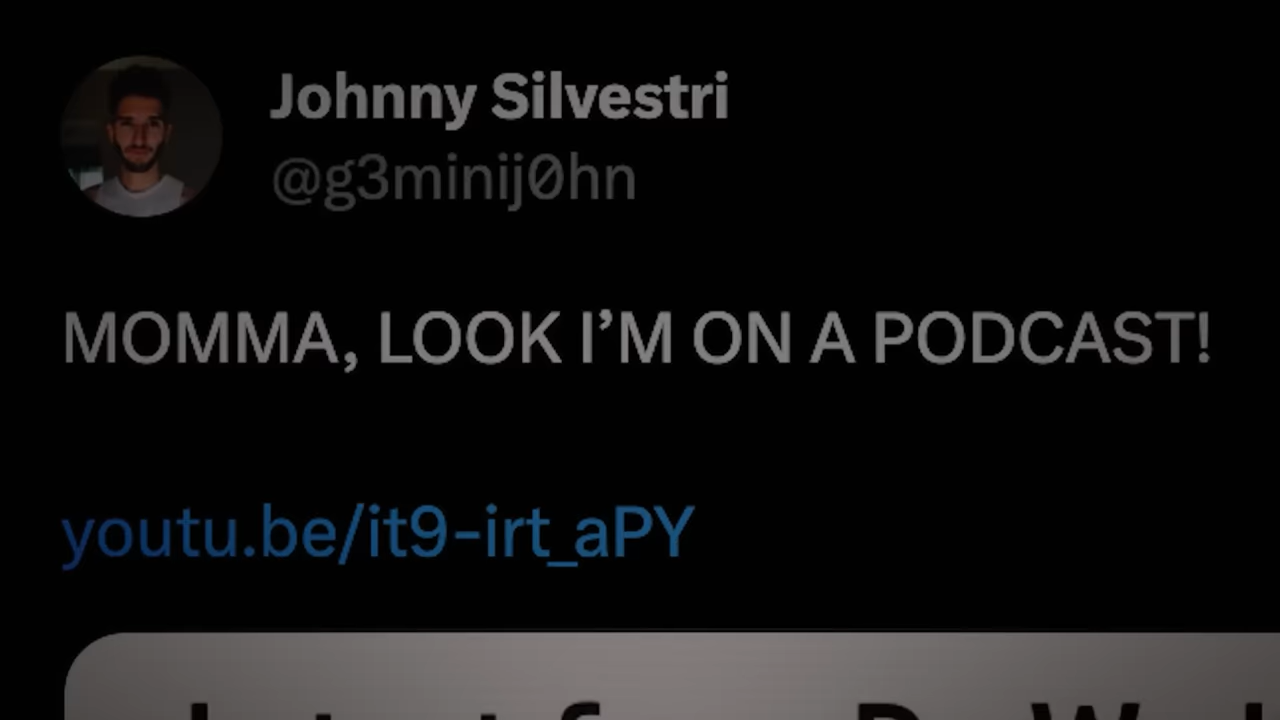 Johnny Silvestri
@g3minij0hn
MOMMA, LOOK I’M ON A PODCAST!
youtu.be/it9-irt_aPY